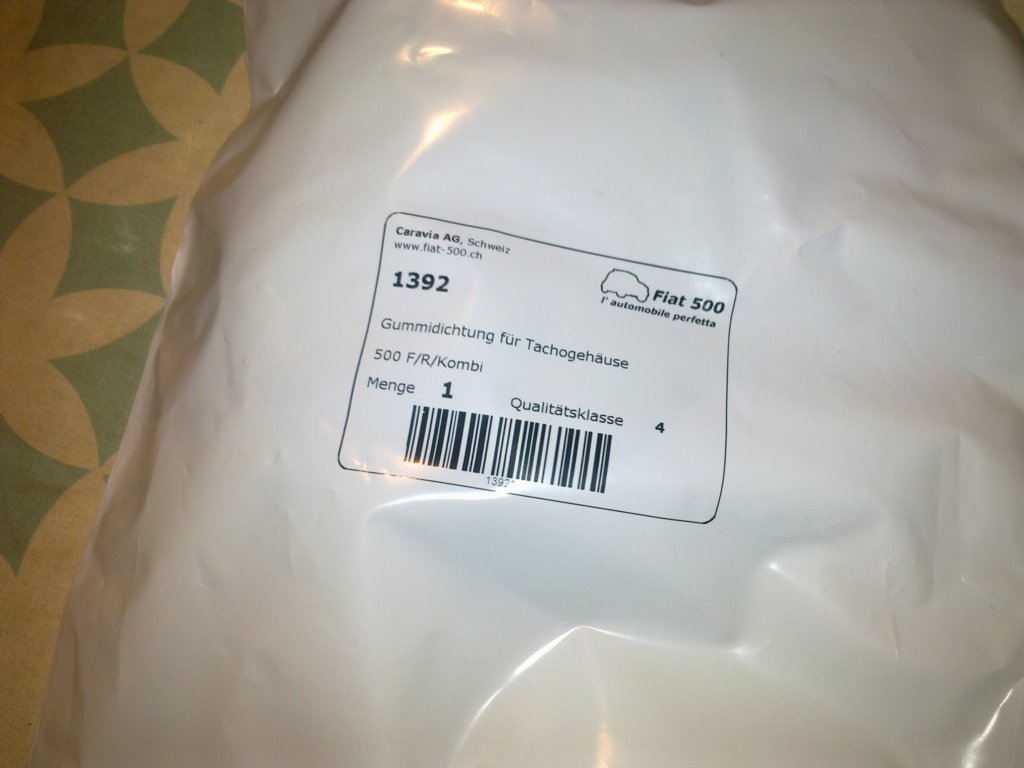 Caravia AG, Schweiz
www.fiat-500.ch
1392
Fiat 500
l' automobile perfetta
Gummidichtung für Tachogehäuse
500 F/R/Kombi
Menge 1 Qualitätsklasse 4
1392